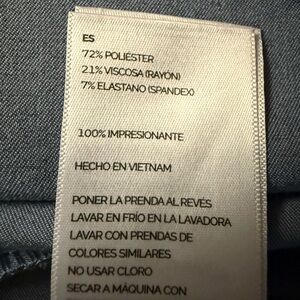 ES
72% POLIÉSTER
21% VISCOSA (RAYÓN)
7% ELASTANO (SPANDEX)
100% IMPRESIONANTE
HECHO EN VIETNAM
PONER LA PRENDA AL REVÉS
LAVAR EN FRÍO EN LA LAVADORA
LAVAR CON PRENDAS DE
COLORES SIMILARES
NO USAR CLORO
SECAR A MÁQUINA CON